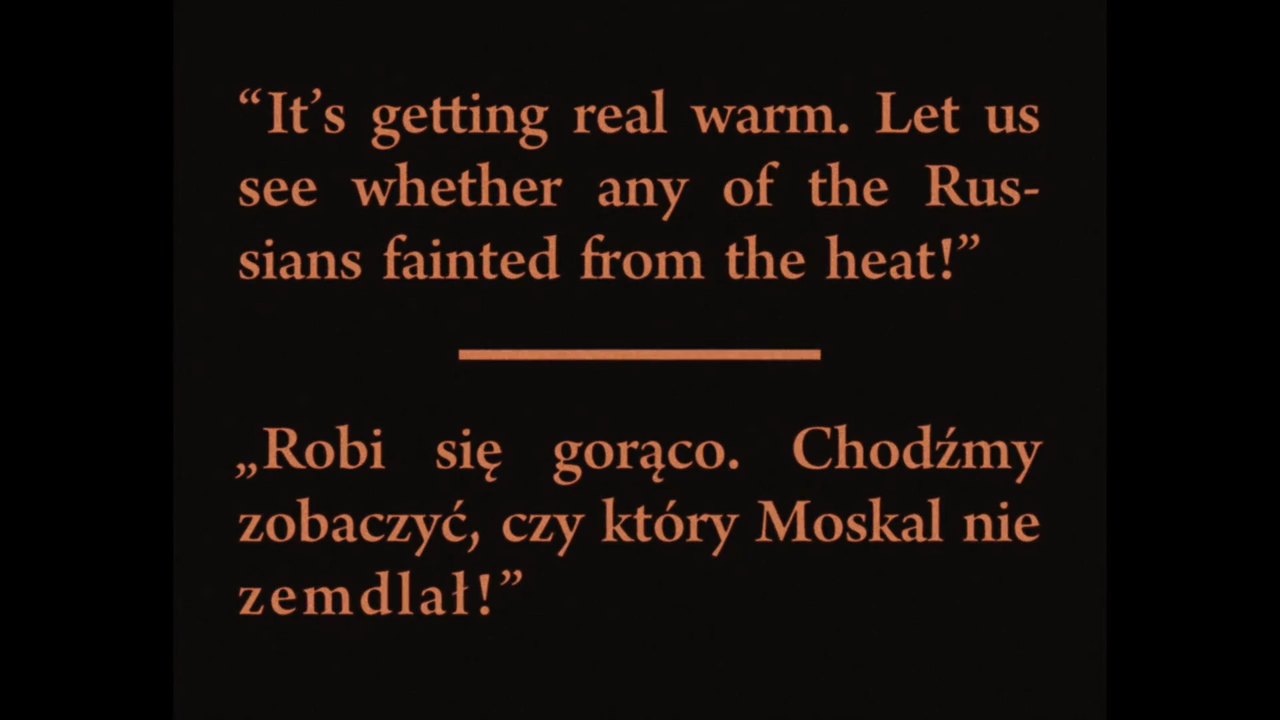 “It’s getting real warm. Let us
see whether any of the Rus-
sians fainted from the heat!”
„Robi się gorąco. Chodźmy
zobaczyć, czy który Moskal nie
zemdlał!”